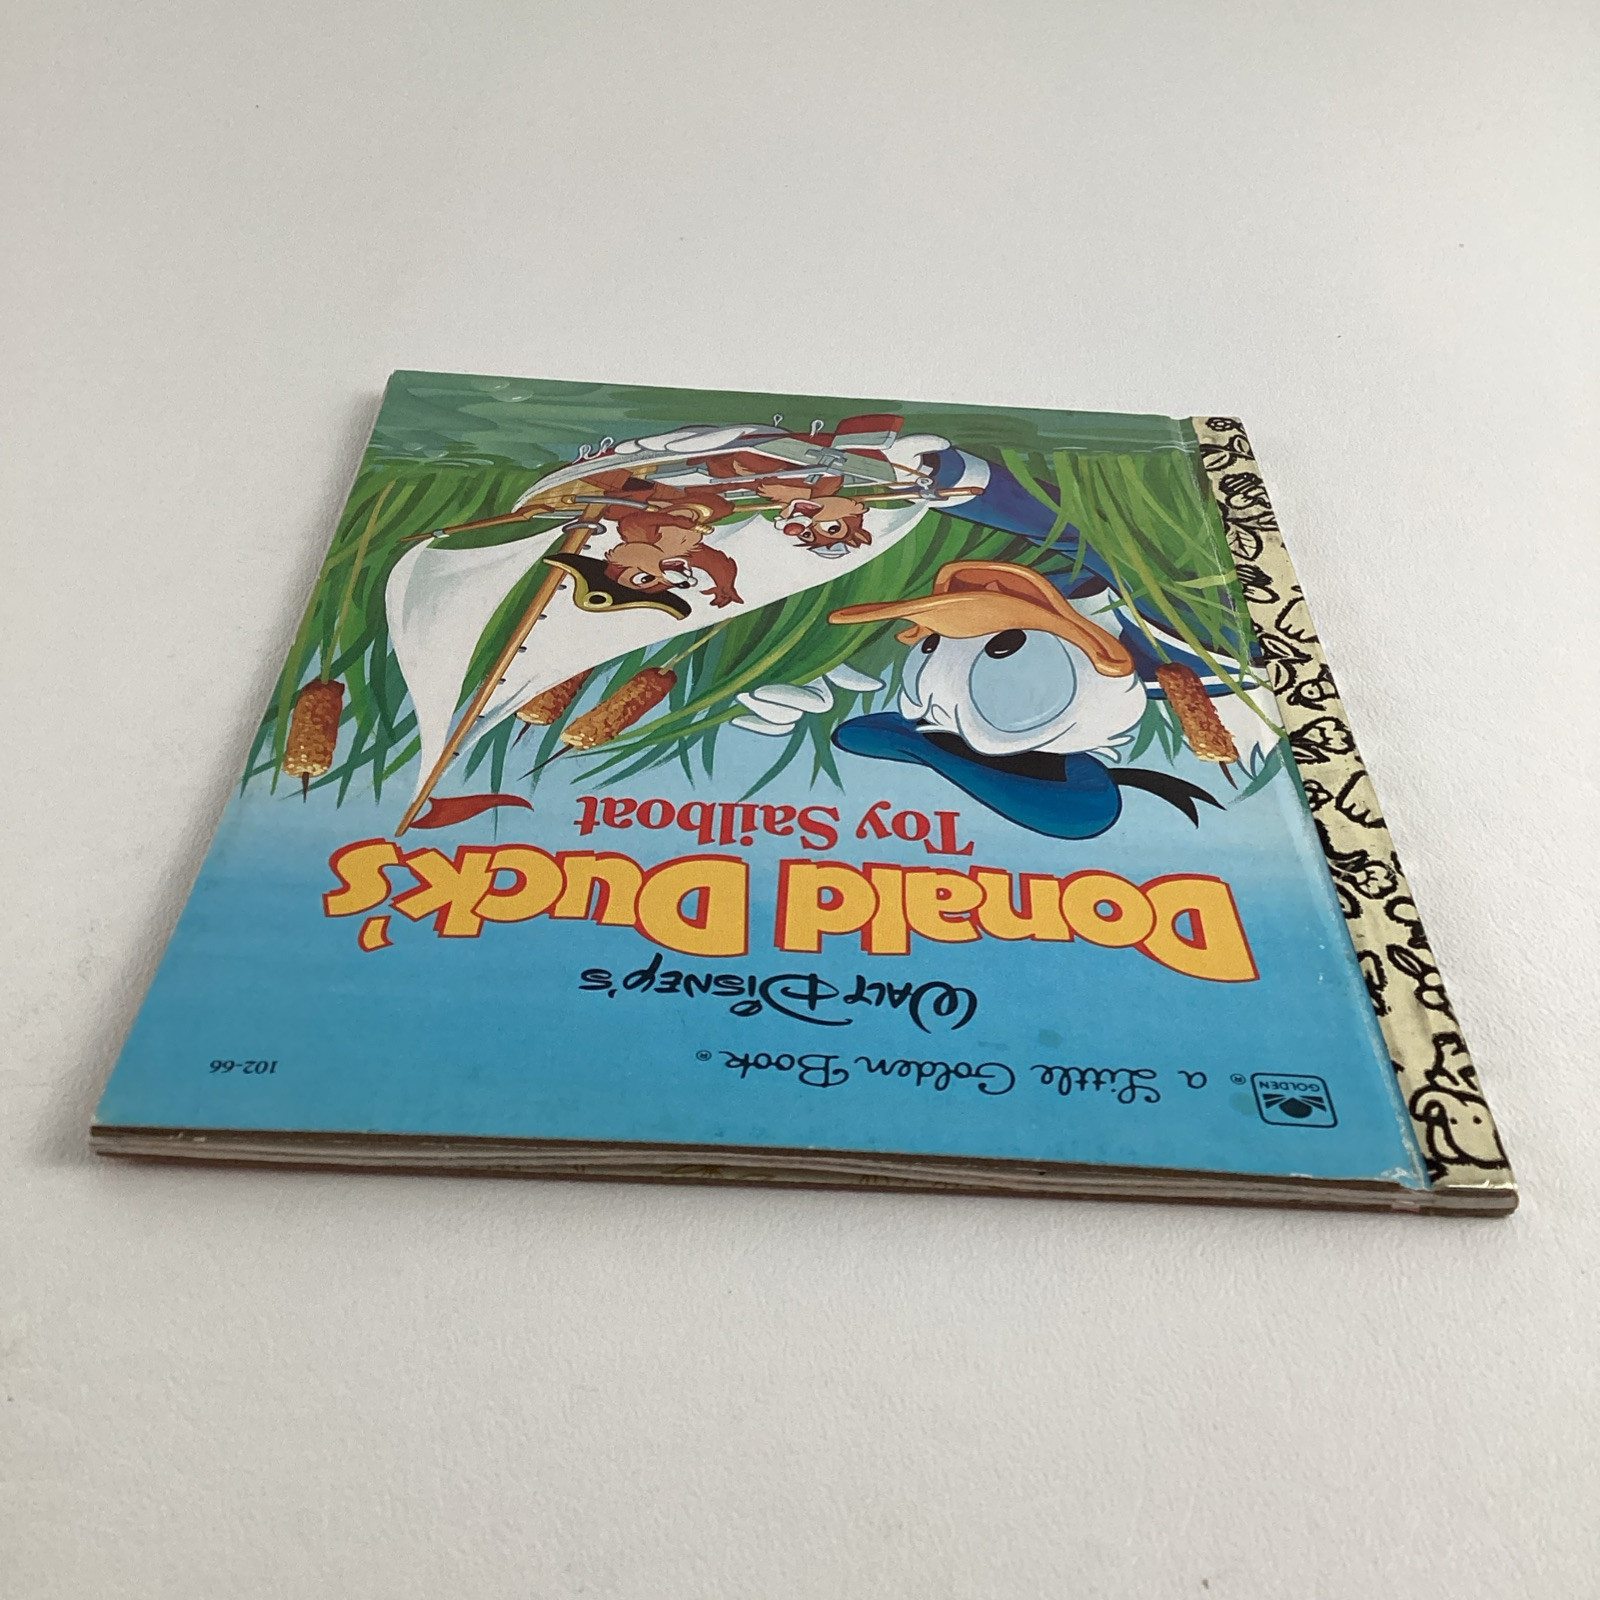 GOLDEN
a Little Golden Book®
®
102-66
Walt Disney's
Donald Duck's
Toy Sailboat